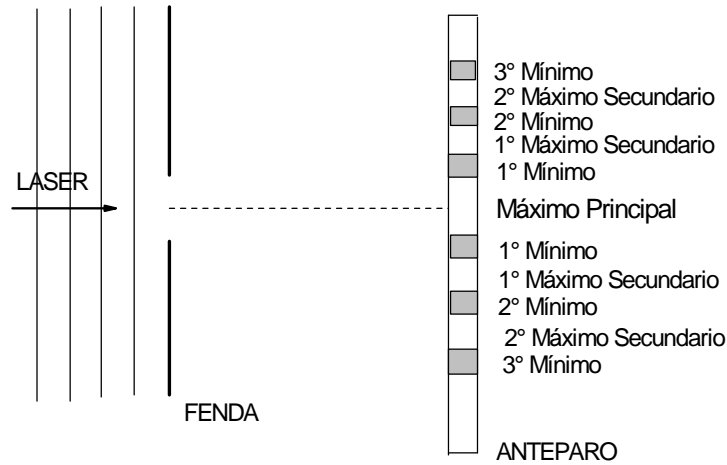 3° Mínimo
2° Máximo Secundario
2° Mínimo
1° Máximo Secundario
1° Mínimo
LASER
Máximo Principal
1° Mínimo
1° Máximo Secundario
2° Mínimo
2° Máximo Secundario
3° Mínimo
FENDA
ANTEPARO